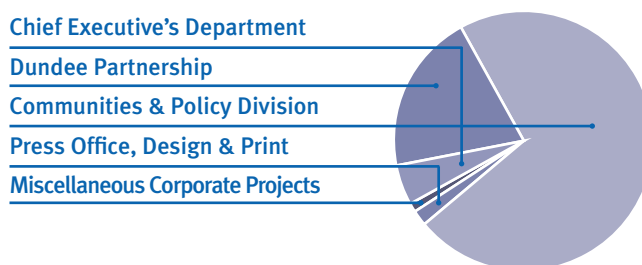 Chief Executive’s Department
Dundee Partnership
Communities & Policy Division
Press Office, Design & Print
Miscellaneous Corporate Projects